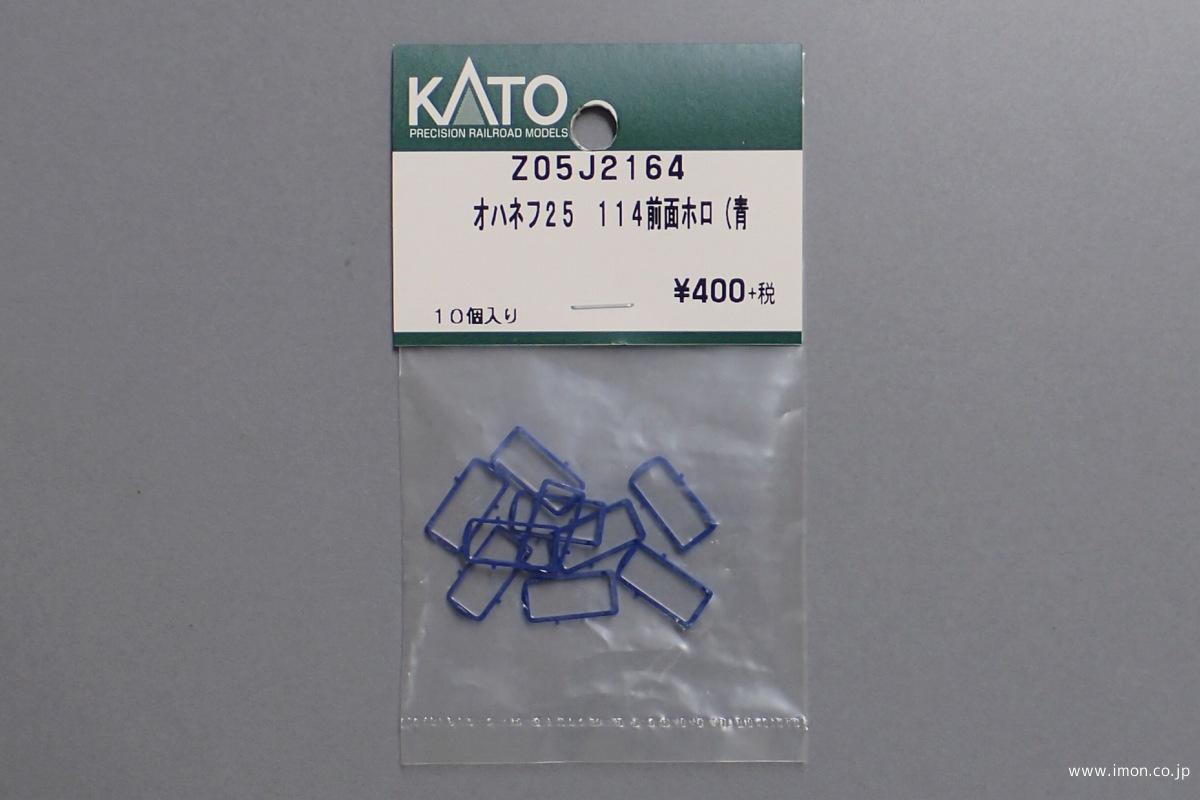 KATO
PRECISION RAILROAD MODELS
Z05J2164
オハネフ25 114前面ホロ（青
¥400+税
10個入り
www.imon.co.jp